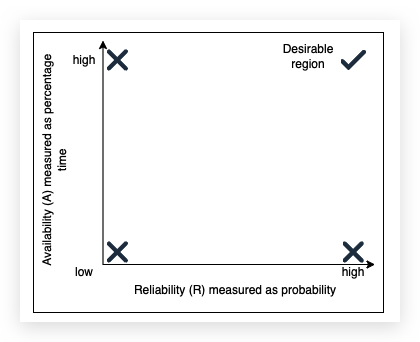 Desirable
region
high
Availability (A) measured as percentage
time
low
high
Reliability (R) measured as probability